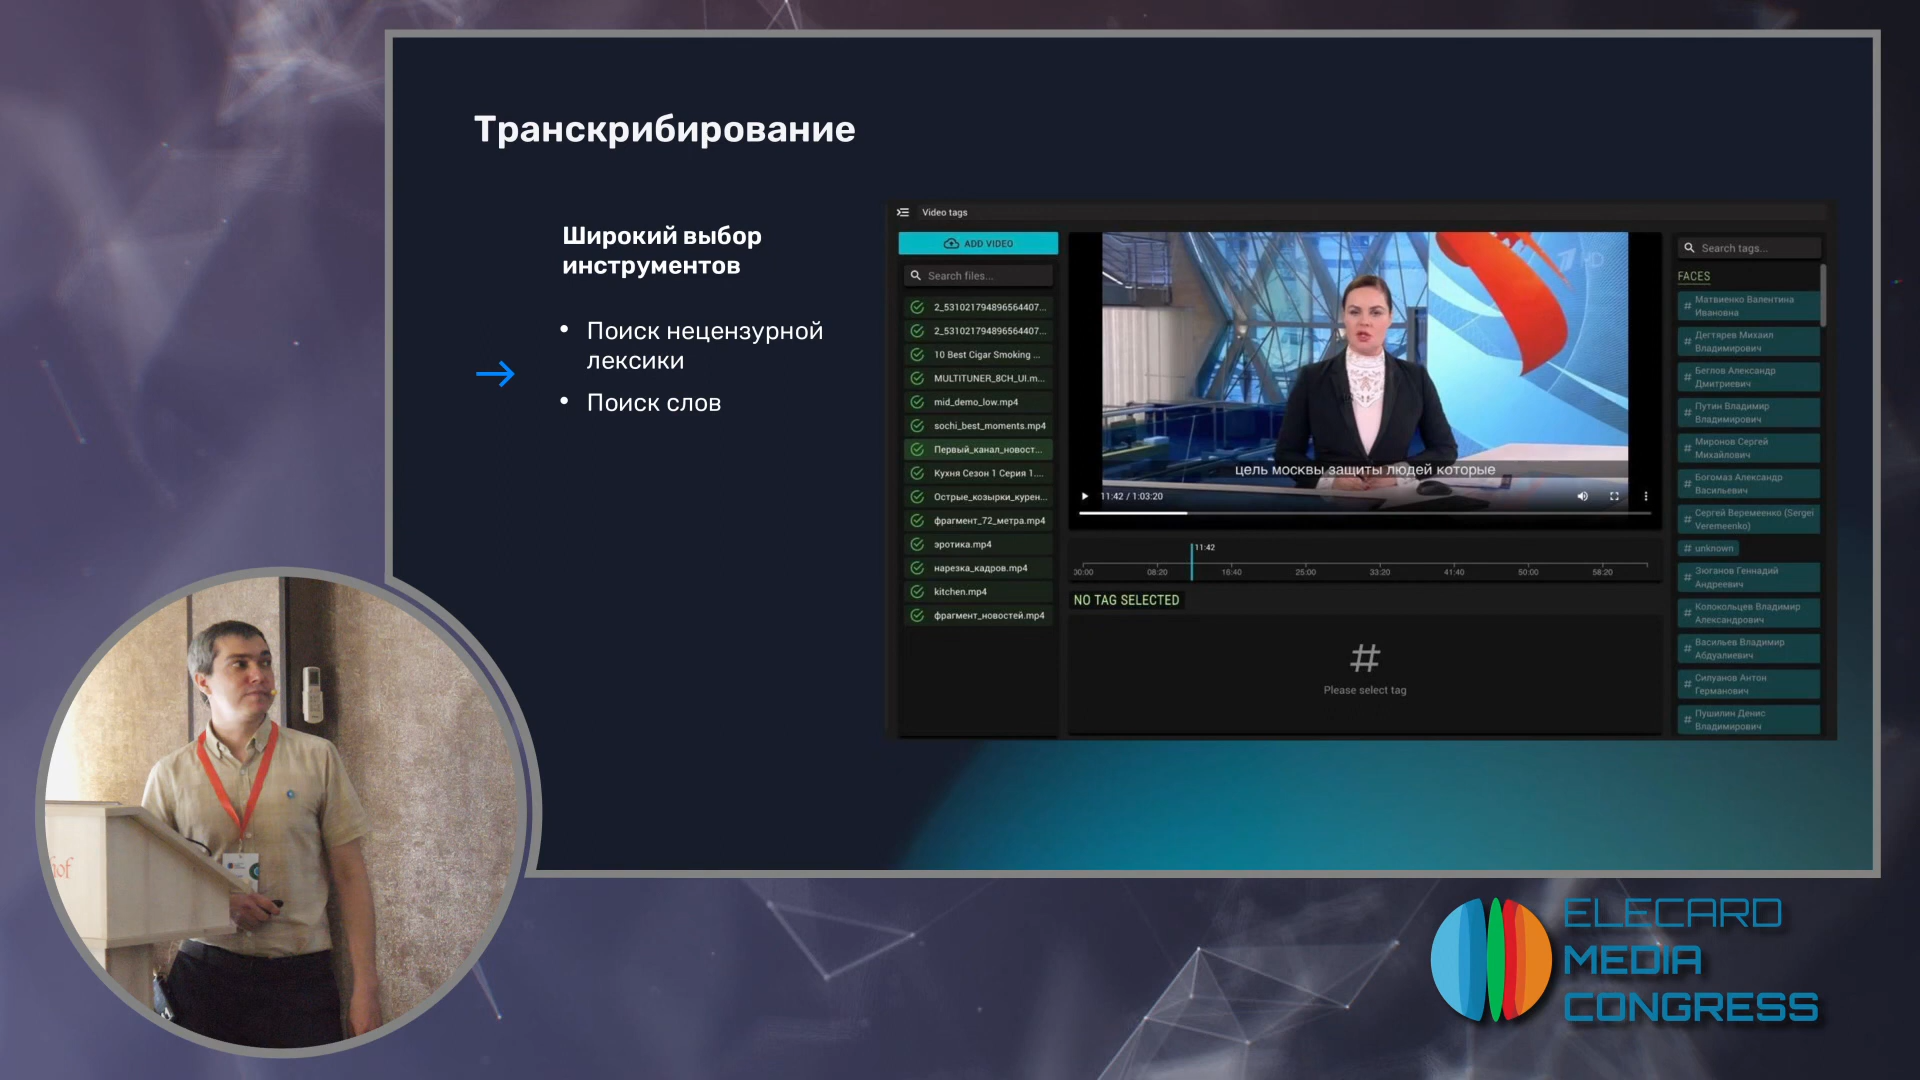 Транскрибирование
Широкий выбор
инструментов
• Поиск нецензурной
лексики
• Поиск слов
Video tags
ADD VIDEO
Search files...
2_531021794896564407...
2_531021794896564407...
10 Best Cigar Smoking ...
MULTITUNER_8CH_UI.m...
mid_demo_low.mp4
sochi_best_moments.mp4
Первый_канал_новост...
Кухня Сезон 1 Серия 1....
Острые_козырки_курен...
фрагмент_72_метра.mp4
эротика.mp4
нарезка_кадров.mp4
kitchen.mp4
фрагмент_новостей.mp4
HD
цель москвы защиты людей которые
11:42 / 1:03:20
11:42
00:00 08:20 16:40 25:00 33:20 41:40 50:00 58:20
NO TAG SELECTED
#
Please select tag
Search tags...
FACES
# Матвиенко Валентина
Ивановна
# Дегтярев Михаил
Владимирович
# Беглов Александр
Дмитриевич
# Путин Владимир
Владимирович
# Миронов Сергей
Михайлович
# Богомаз Александр
Васильевич
# Сергей Веремеенко (Sergei
Veremeenko)
# unknown
# Зюганов Геннадий
Андреевич
# Колокольцев Владимир
Александрович
# Васильев Владимир
Абдуалиевич
# Силуанов Антон
Германович
# Пушилин Денис
Владимирович
of
ELECARD
MEDIA
CONGRESS